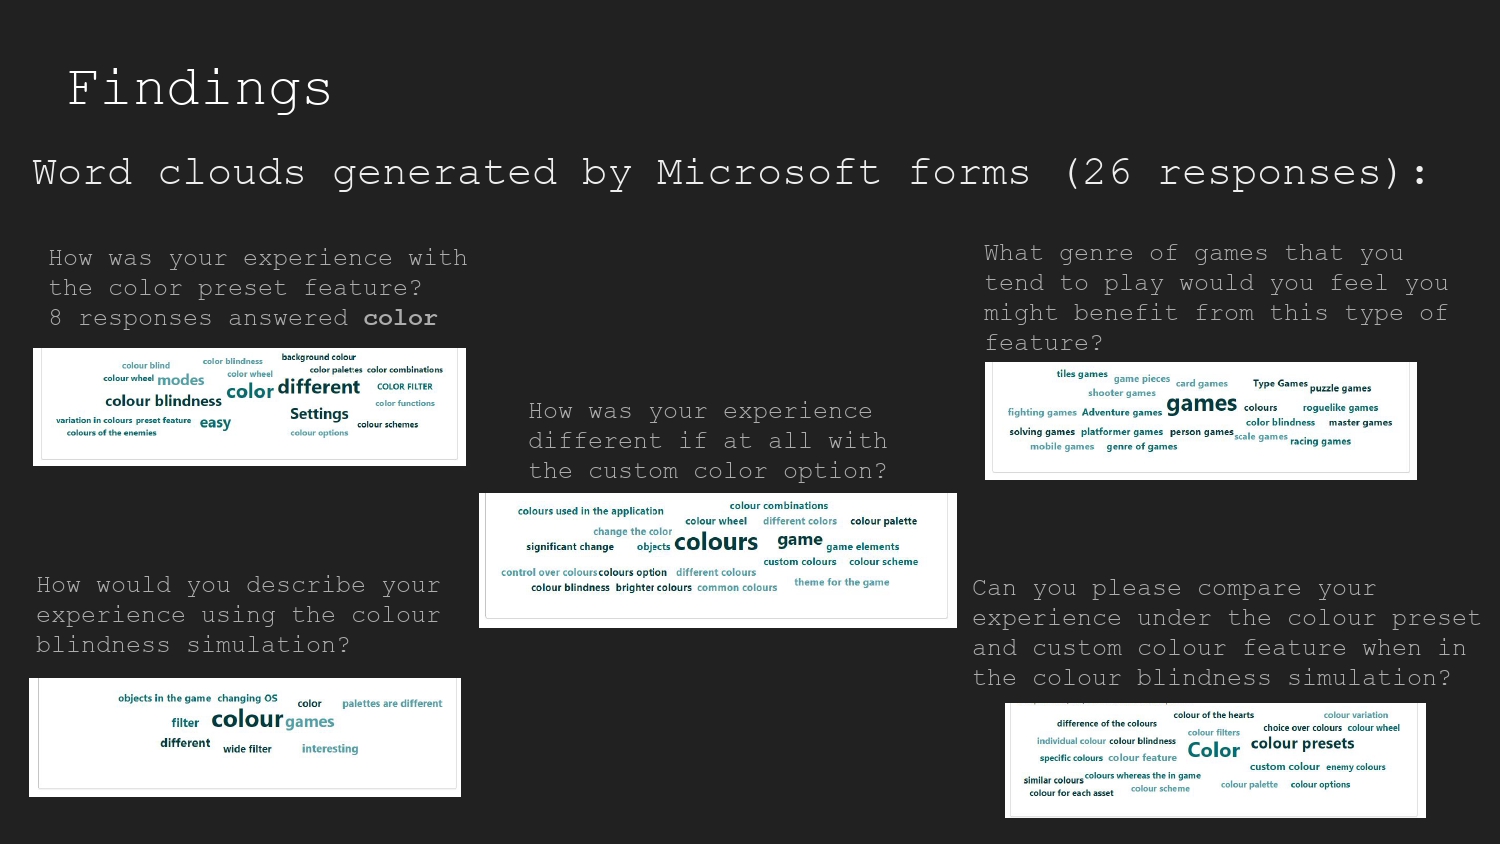 Findings
Word clouds generated by Microsoft forms (26 responses):
How was your experience with
the color preset feature?
8 responses answered color
colour blind color blindness background colour
color palettes color combinations
colour wheel modes color wheel
color different COLOR FILTER
colour blindness color functions
Settings
variation in colours preset feature easy colour schemes
colours of the enemies colour options
How would you describe your
experience using the colour
blindness simulation?
objects in the game changing OS color palettes are different
filter colour games
different wide filter interesting
How was your experience
different if at all with
the custom color option?
colours used in the application colour combinations
colour wheel different colors colour palette
change the color
significant change objects colours game game elements
custom colours colour scheme
control over colours colours option different colours
colour blindness brighter colours common colours theme for the game
What genre of games that you
tend to play would you feel you
might benefit from this type of
feature?
tiles games game pieces card games Type Games puzzle games
shooter games
fighting games Adventure games games colours roguelike games
color blindness master games
solving games platformer games person games scale games racing games
mobile games genre of games
Can you please compare your
experience under the colour preset
and custom colour feature when in
the colour blindness simulation?
colour of the hearts colour variation
difference of the colours colour filters choice over colours colour wheel
individual colour colour blindness Color colour presets
specific colours colour feature
custom colour enemy colours
similar colours colours whereas the in game
colour for each asset colour scheme colour palette colour options